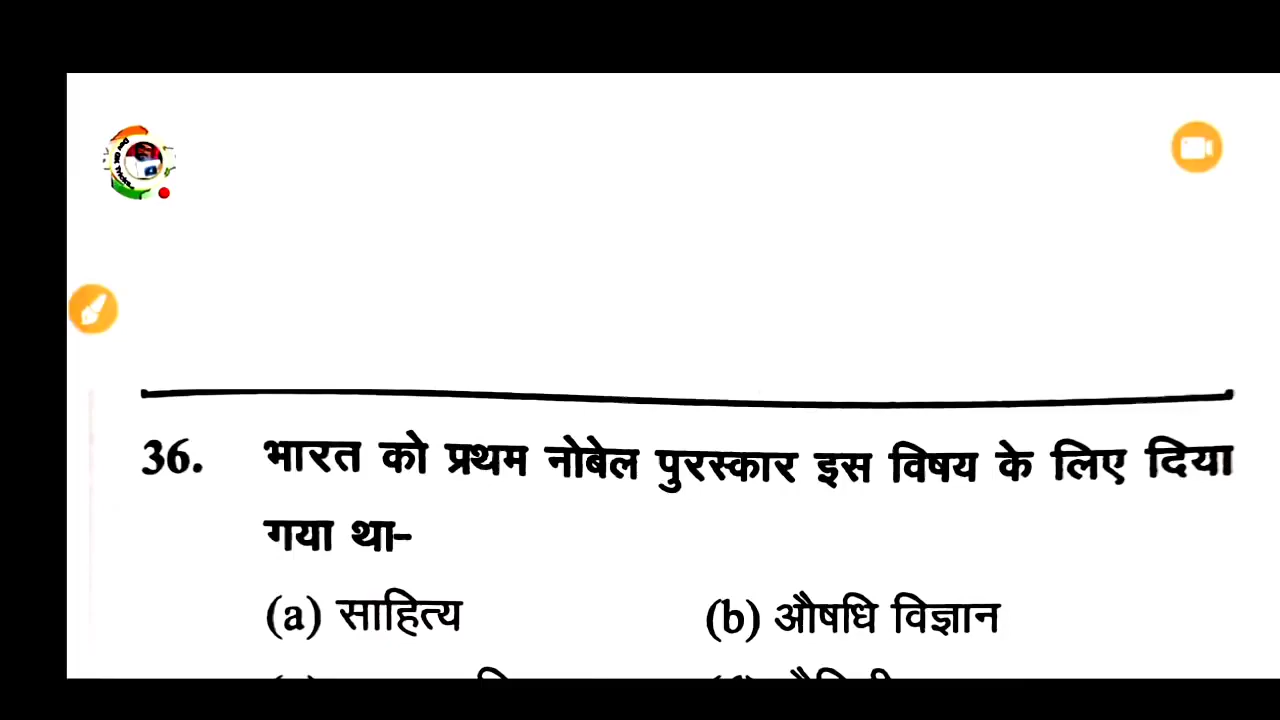 36. भारत को प्रथम नोबेल पुरस्कार इस विषय के लिए दिया
गया था-
(a) साहित्य (b) औषधि विज्ञान